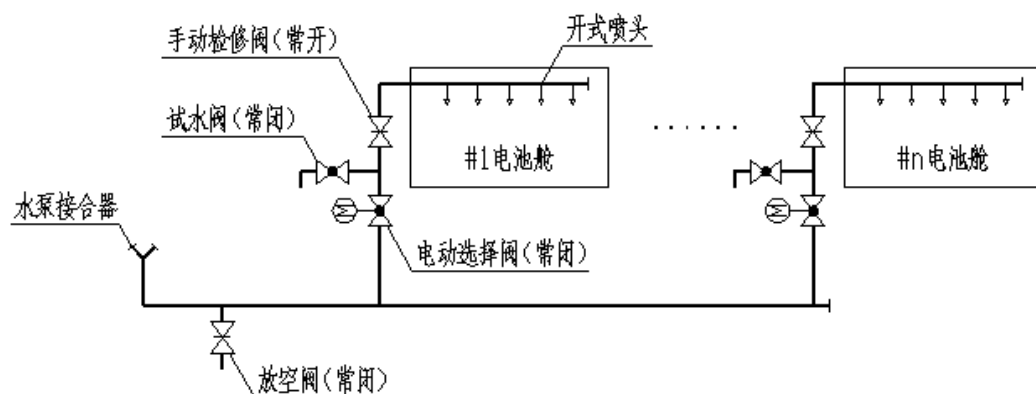 手动检修阀(常开)
开式喷头
试水阀(常闭)
#1电池舱
······
#n电池舱
水泵接合器
M
M
电动选择阀(常闭)
放空阀(常闭)